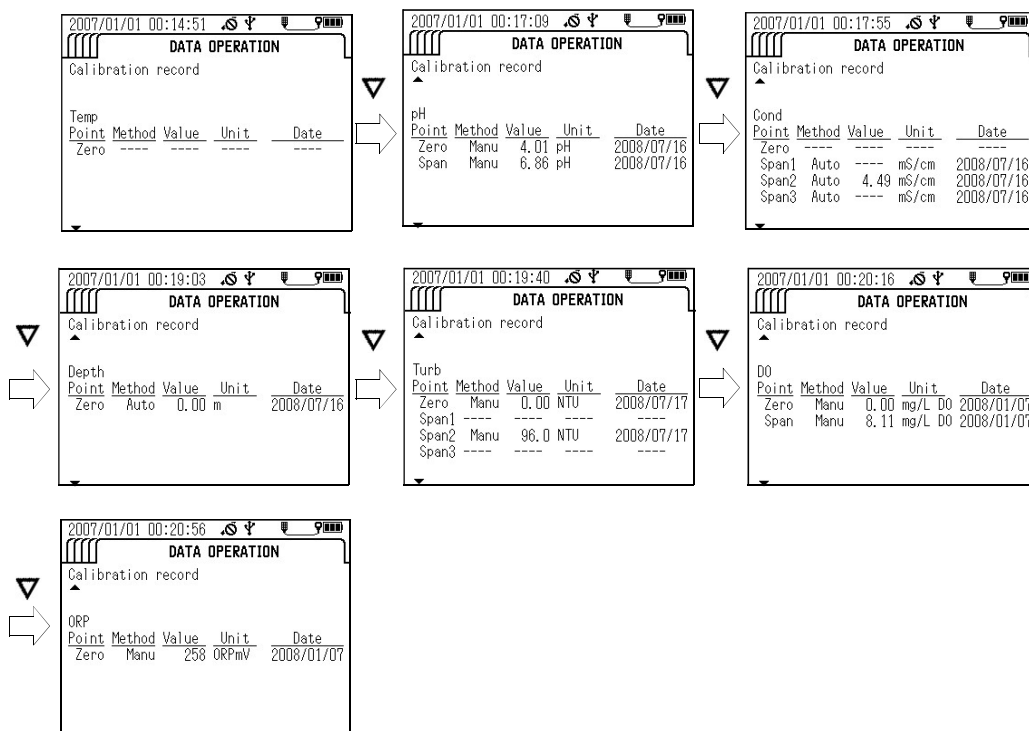 2007/01/01 00:14:51
DATA OPERATION
Calibration record
Temp
Point Method Value Unit Date
Zero ---- ---- ---- ----
2007/01/01 00:17:09
DATA OPERATION
Calibration record
pH
Point Method Value Unit Date
Zero Manu 4.01 pH 2008/07/16
Span Manu 6.86 pH 2008/07/16
2007/01/01 00:17:55
DATA OPERATION
Calibration record
Cond
Point Method Value Unit Date
Zero ---- ---- ---- ----
Span1 Auto ---- mS/cm 2008/07/16
Span2 Auto 4.49 mS/cm 2008/07/16
Span3 Auto ---- mS/cm 2008/07/16
2007/01/01 00:19:03
DATA OPERATION
Calibration record
Depth
Point Method Value Unit Date
Zero Auto 0.00 m 2008/07/16
2007/01/01 00:19:40
DATA OPERATION
Calibration record
Turb
Point Method Value Unit Date
Zero Manu 0.00 NTU 2008/07/17
Span1 ---- ---- ---- ----
Span2 Manu 96.0 NTU 2008/07/17
Span3 ---- ---- ---- ----
2007/01/01 00:20:16
DATA OPERATION
Calibration record
DO
Point Method Value Unit Date
Zero Manu 0.00 mg/L DO 2008/01/07
Span Manu 8.11 mg/L DO 2008/01/07
2007/01/01 00:20:56
DATA OPERATION
Calibration record
ORP
Point Method Value Unit Date
Zero Manu 258 ORPmV 2008/01/07